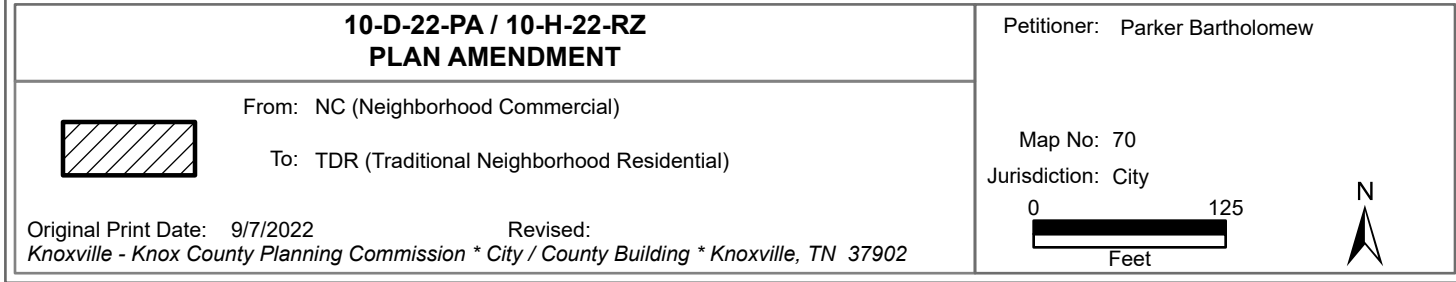 10-D-22-PA / 10-H-22-RZ
PLAN AMENDMENT
From: NC (Neighborhood Commercial)
To: TDR (Traditional Neighborhood Residential)
Original Print Date: 9/7/2022 Revised:
Knoxville - Knox County Planning Commission * City / County Building * Knoxville, TN 37902
Petitioner: Parker Bartholomew
Map No: 70
Jurisdiction: City
0 125
Feet
N